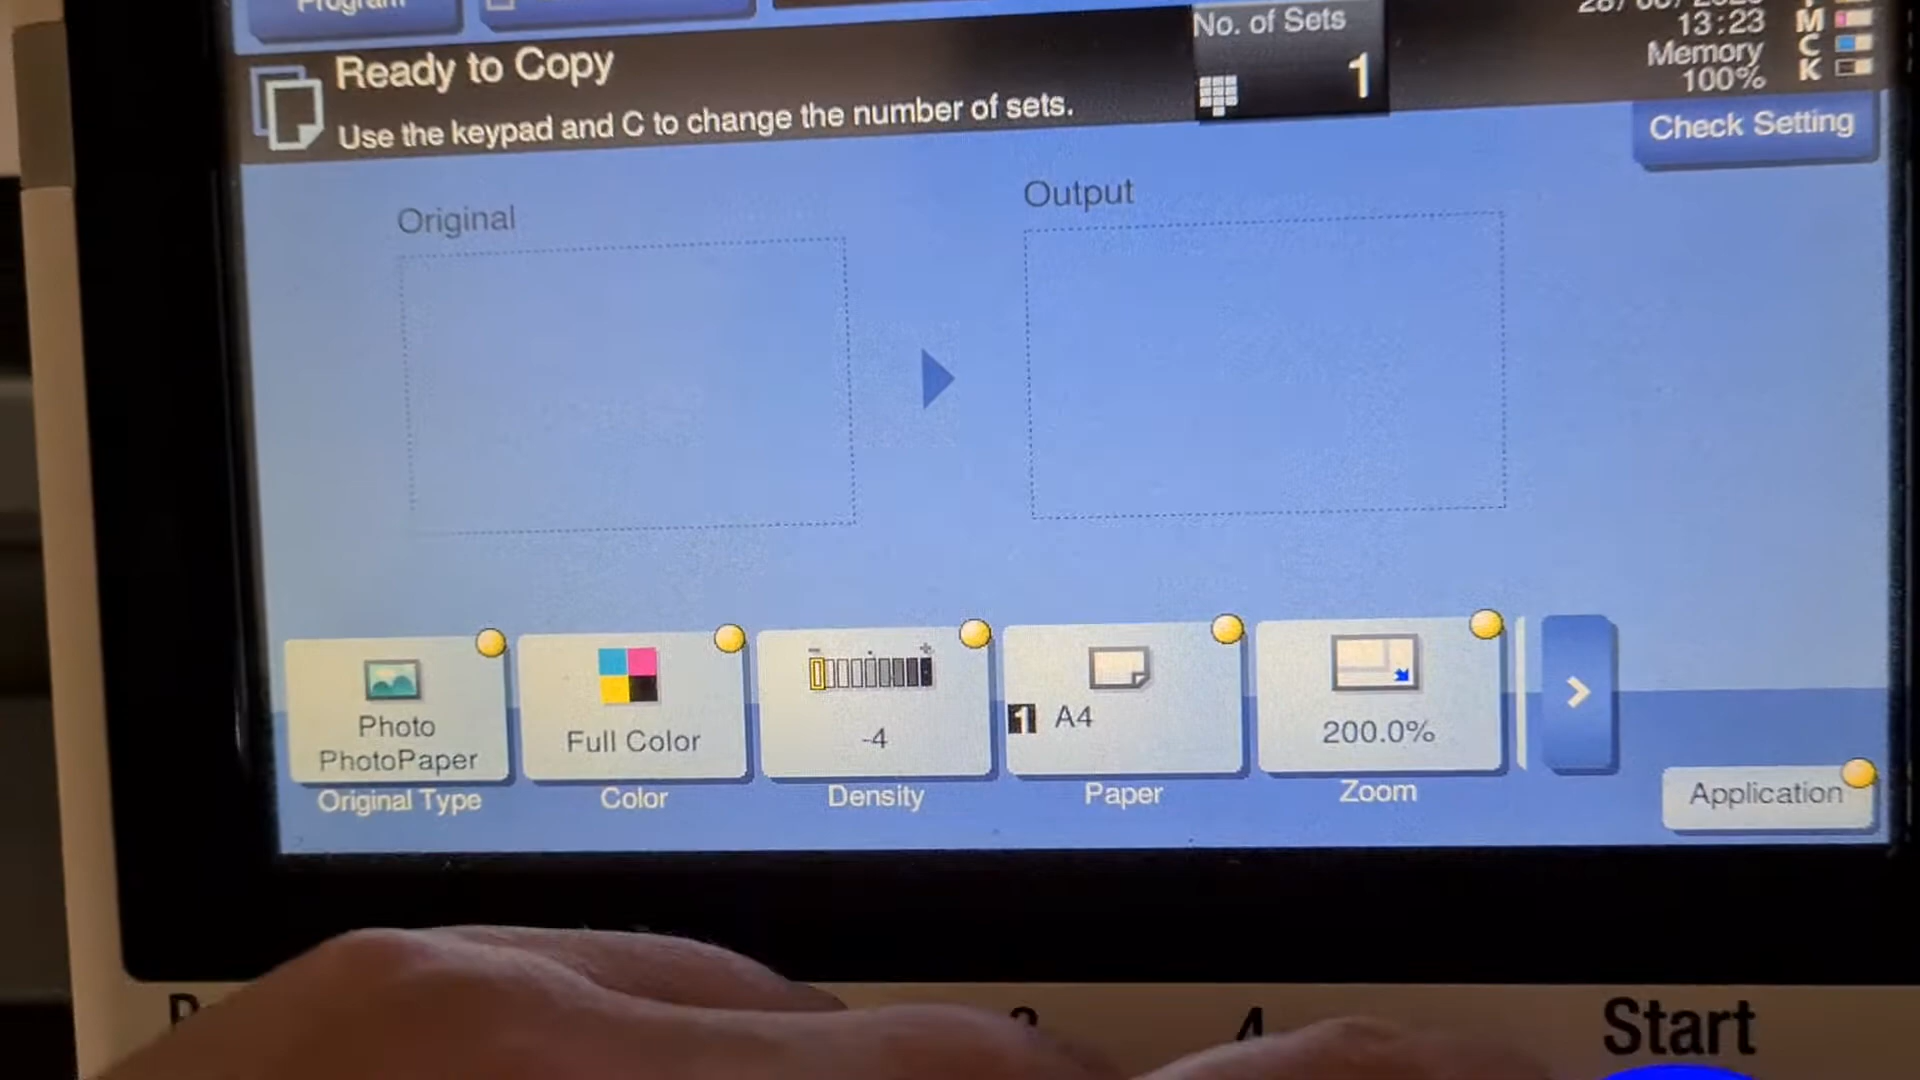 Program
No. of Sets
1
13:23
Memory
100%
M
C
K
Ready to Copy
Use the keypad and C to change the number of sets.
Check Setting
Original
Output
Photo
PhotoPaper
Full Color
-4
1 A4
200.0%
Original Type
Color
Density
Paper
Zoom
Application
Start